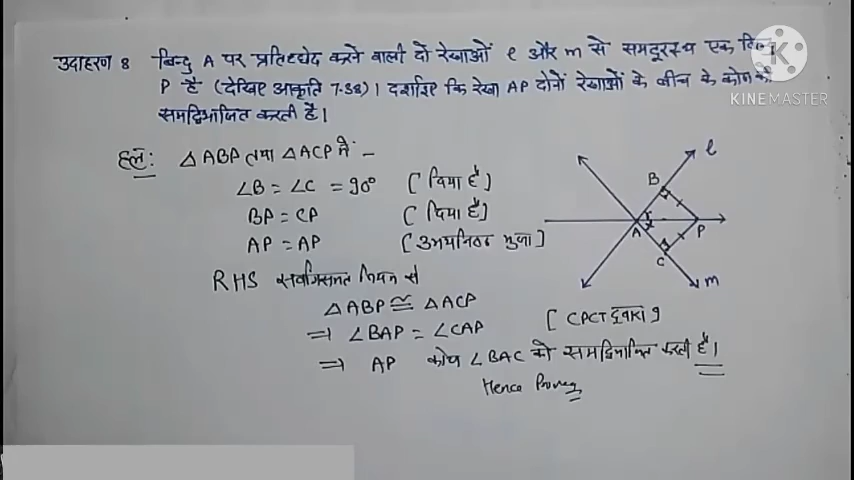 उदाहरण 8 बिन्दु A पर प्रतिच्छेद करने वाली दो रेखाओं l और m से समदूरस्थ एक
P है (देखिए आकृति 7.38)। दर्शाइए कि रेखा AP दोनों रेखाओं के बीच के कोण को
समद्विभाजित करती है।
KINEMASTER
हल: △ABP तथा △ACP में -
∠B = ∠C = 90° [दिया है]
BP = CP [दिया है]
AP = AP [उभयनिष्ठ भुजा]
RHS नियम से
△ABP ≅ △ACP
⇒ ∠BAP = ∠CAP [CPCT द्वारा]
⇒ AP कोण ∠BAC को समद्विभाजित करती है।
Hence Proved
l
B
A
P
C
m